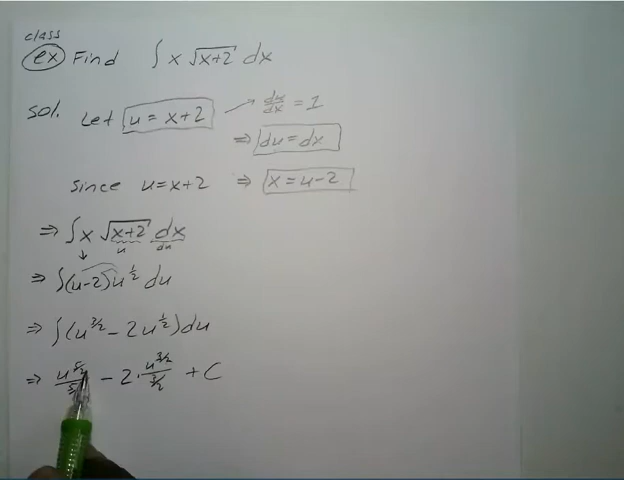 class
ex Find ∫ x √x+2 dx
sol. Let u = x+2 → du/dx = 1
⇒ du = dx
since u = x+2 ⇒ x = u-2
⇒ ∫ x √x+2 dx
u du
⇒ ∫(u-2)u^1/2 du
⇒ ∫(u^3/2 - 2u^1/2)du
⇒ u^5/2 / 5/2 - 2 · u^3/2 / 3/2 + C